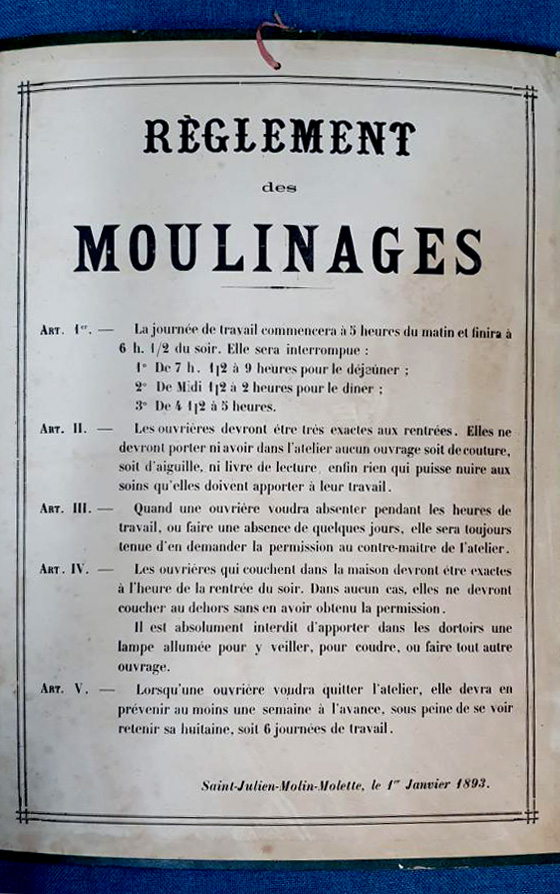 RÈGLEMENT
des
MOULINAGES
ART. 1er. — La journée de travail commencera à 5 heures du matin et finira à
6 h. 1/2 du soir. Elle sera interrompue :
1° De 7 h. 1|2 à 9 heures pour le déjeûner ;
2° De Midi 1|2 à 2 heures pour le diner ;
3° De 4 1|2 à 5 heures.
ART. II. — Les ouvrières devront être très exactes aux rentrées. Elles ne
devront porter ni avoir dans l'atelier aucun ouvrage soit de couture,
soit d'aiguille, ni livre de lecture, enfin rien qui puisse nuire aux
soins qu'elles doivent apporter à leur travail.
ART. III. — Quand une ouvrière voudra absenter pendant les heures de
travail, ou faire une absence de quelques jours, elle sera toujours
tenue d'en demander la permission au contre-maitre de l'atelier.
ART. IV. — Les ouvrières qui couchent dans la maison devront être exactes
à l'heure de la rentrée du soir. Dans aucun cas, elles ne devront
coucher au dehors sans en avoir obtenu la permission.
Il est absolument interdit d'apporter dans les dortoirs une
lampe allumée pour y veiller, pour coudre, ou faire tout autre
ouvrage.
ART. V. — Lorsqu'une ouvrière voudra quitter l'atelier, elle devra en
prévenir au moins une semaine à l'avance, sous peine de se voir
retenir sa huitaine, soit 6 journées de travail.
Saint-Julien-Molin-Molette, le 1er Janvier 1893.